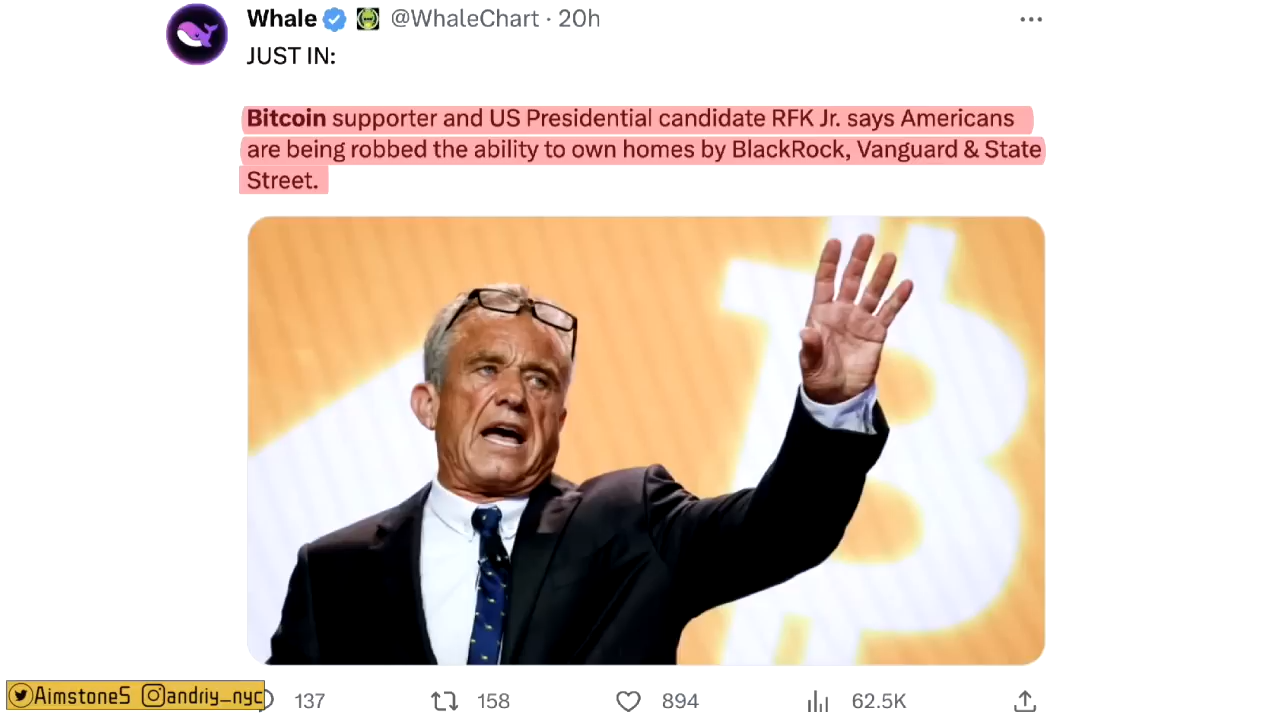 Whale @WhaleChart · 20h
JUST IN:
Bitcoin supporter and US Presidential candidate RFK Jr. says Americans
are being robbed the ability to own homes by BlackRock, Vanguard & State
Street.
AimstoneS andriy_nyc 137 158 894 62.5K